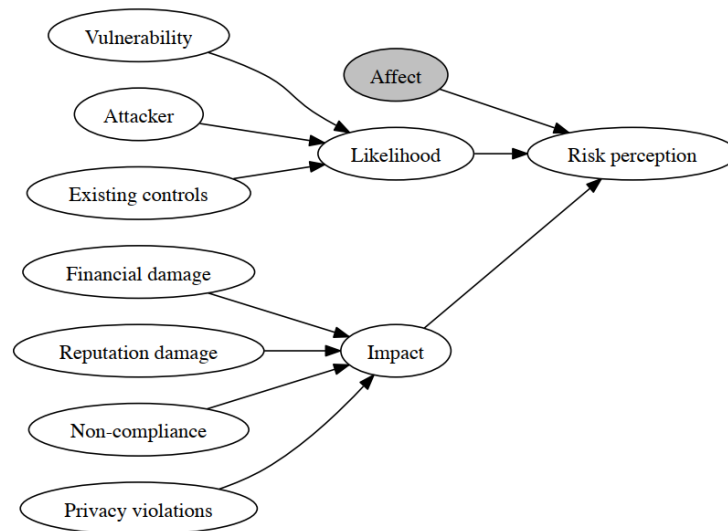 Vulnerability
Affect
Attacker
Likelihood
Risk perception
Existing controls
Financial damage
Reputation damage
Impact
Non-compliance
Privacy violations